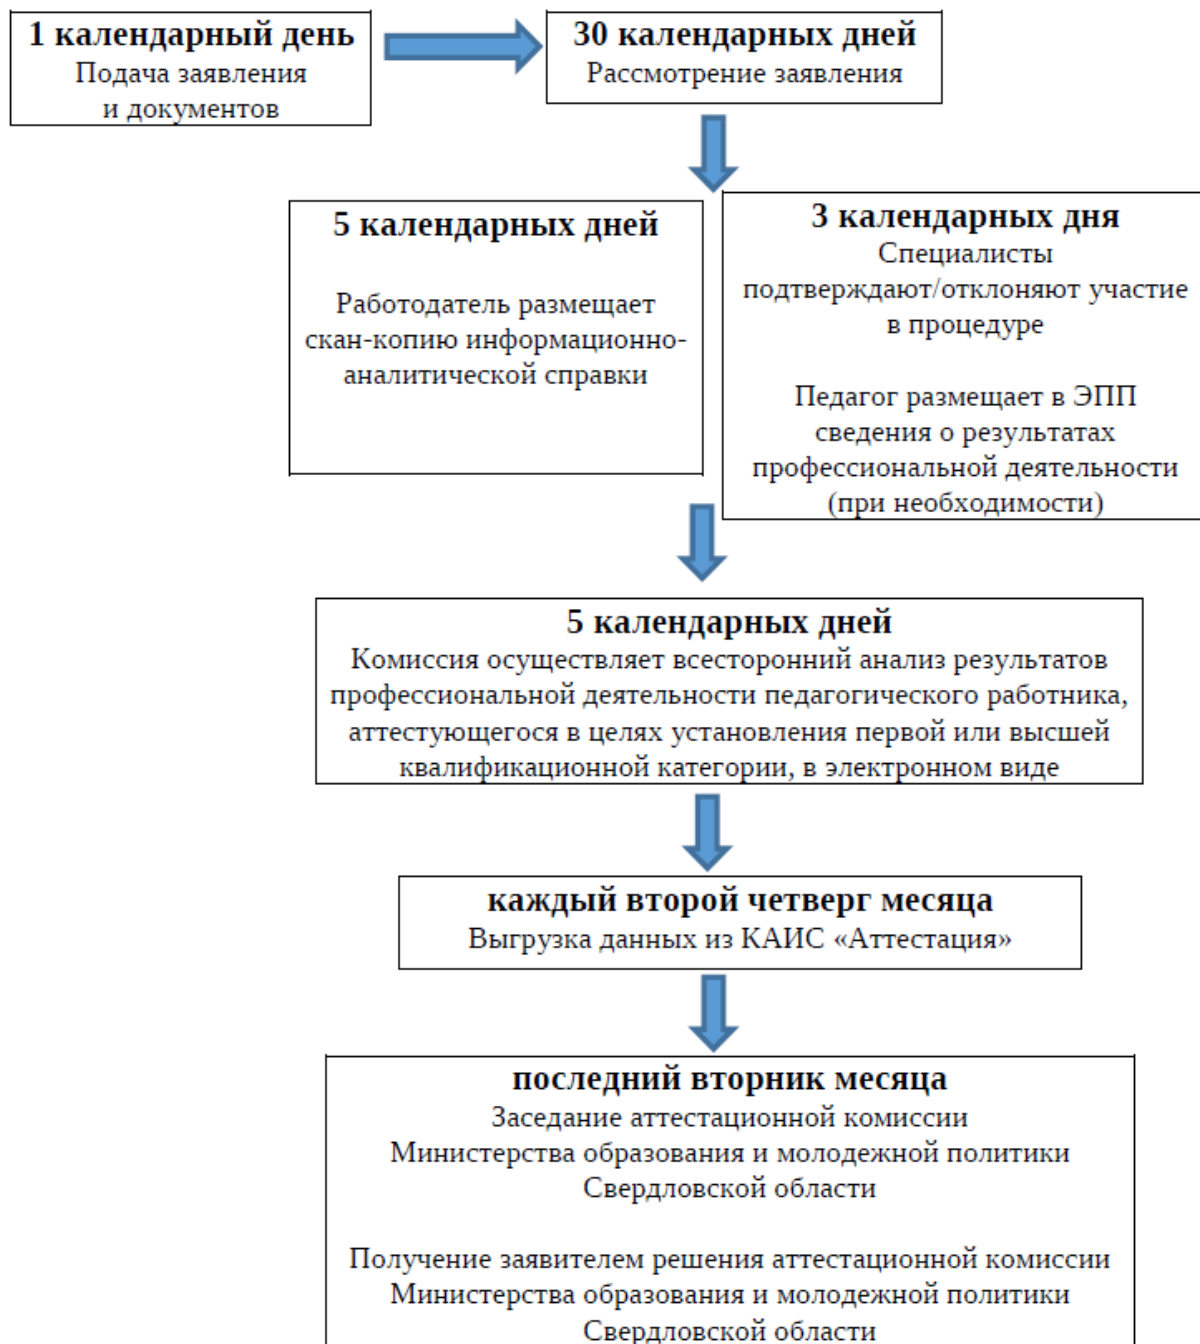 1 календарный день
Подача заявления
и документов
30 календарных дней
Рассмотрение заявления
5 календарных дней
Работодатель размещает
скан-копию информационно-
аналитической справки
3 календарных дня
Специалисты
подтверждают/отклоняют участие
в процедуре
Педагог размещает в ЭПП
сведения о результатах
профессиональной деятельности
(при необходимости)
5 календарных дней
Комиссия осуществляет всесторонний анализ результатов
профессиональной деятельности педагогического работника,
аттестующегося в целях установления первой или высшей
квалификационной категории, в электронном виде
каждый второй четверг месяца
Выгрузка данных из КАИС «Аттестация»
последний вторник месяца
Заседание аттестационной комиссии
Министерства образования и молодежной политики
Свердловской области
Получение заявителем решения аттестационной комиссии
Министерства образования и молодежной политики
Свердловской области